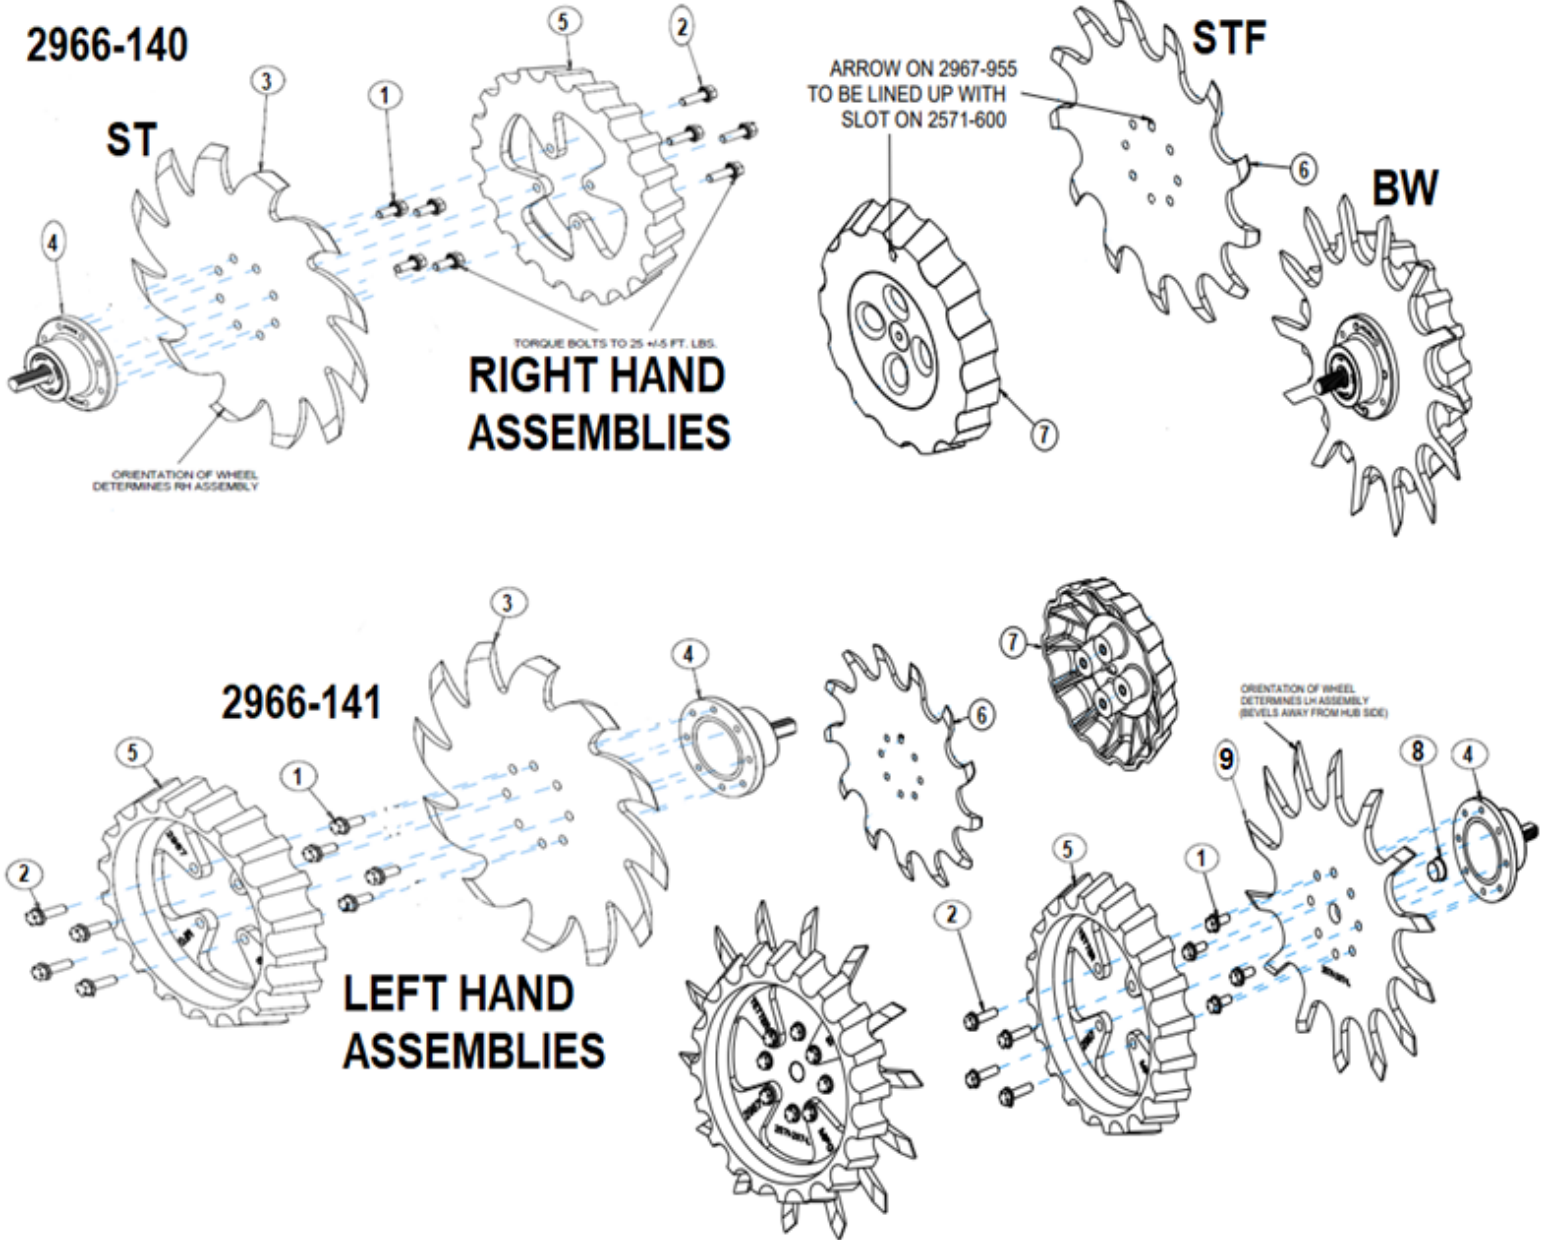 2966-140
ST
3
1
5
2
4
TORQUE BOLTS TO 25 +/-5 FT. LBS.
RIGHT HAND
ASSEMBLIES
ORIENTATION OF WHEEL
DETERMINES RH ASSEMBLY
STF
ARROW ON 2967-955
TO BE LINED UP WITH
SLOT ON 2571-600
6
BW
7
2966-141
3
4
5
1
2
LEFT HAND
ASSEMBLIES
6
7
ORIENTATION OF WHEEL
DETERMINES LH ASSEMBLY
(BEVELS AWAY FROM HUB SIDE)
9
8
4
5
1
2
2967
2967